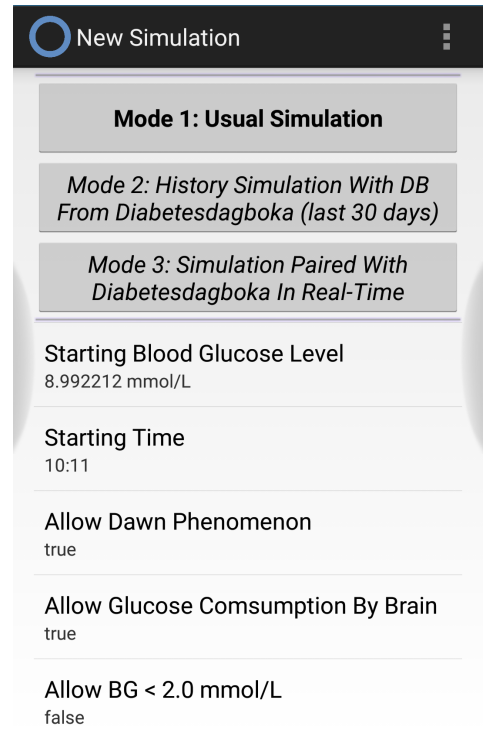 New Simulation
Mode 1: Usual Simulation
Mode 2: History Simulation With DB
From Diabetesdagboka (last 30 days)
Mode 3: Simulation Paired With
Diabetesdagboka In Real-Time
Starting Blood Glucose Level
8.992212 mmol/L
Starting Time
10:11
Allow Dawn Phenomenon
true
Allow Glucose Comsumption By Brain
true
Allow BG < 2.0 mmol/L
false